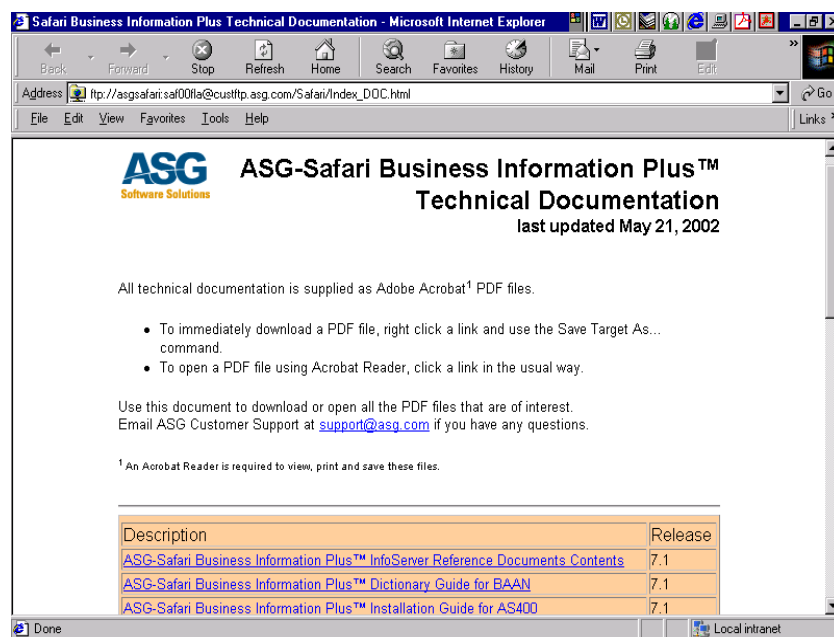 Safari Business Information Plus Technical Documentation - Microsoft Internet Explorer
Back Forward Stop Refresh Home Search Favorites History Mail Print Edit »
Address ftp://asgsafari:saf00fla@custftp.asg.com/Safari/Index_DOC.html Go
File Edit View Favorites Tools Help Links »
ASG
Software Solutions
ASG-Safari Business Information Plus™
Technical Documentation
last updated May 21, 2002
All technical documentation is supplied as Adobe Acrobat¹ PDF files.
• To immediately download a PDF file, right click a link and use the Save Target As...
command.
• To open a PDF file using Acrobat Reader, click a link in the usual way.
Use this document to download or open all the PDF files that are of interest.
Email ASG Customer Support at support@asg.com if you have any questions.
¹ An Acrobat Reader is required to view, print and save these files.
Description Release
ASG-Safari Business Information Plus™ InfoServer Reference Documents Contents 7.1
ASG-Safari Business Information Plus™ Dictionary Guide for BAAN 7.1
ASG-Safari Business Information Plus™ Installation Guide for AS400 7.1
Done Local intranet